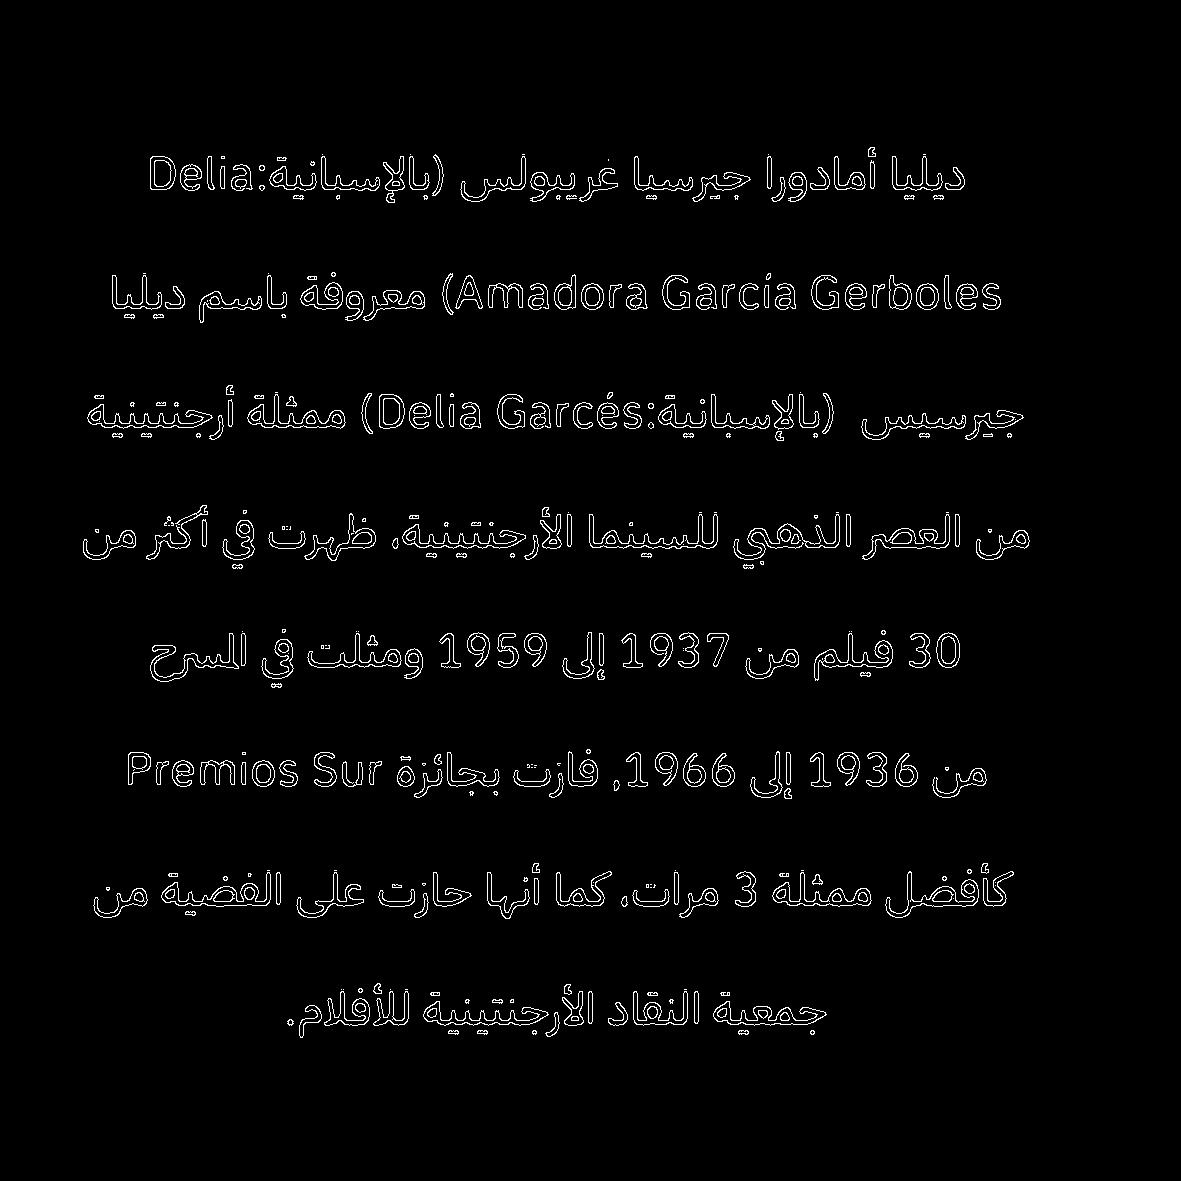 ديليا أمادورا جيرسيا غريبولس (بالإسبانية:Delia
Amadora García Gerboles) معروفة باسم ديليا
جيرسيس  (بالإسبانية:Delia Garcés) ممثلة أرجنتينية
من العصر الذهبي للسينما الأرجنتينية، ظهرت في أكثر من
30 فيلم من 1937 إلى 1959 ومثلت في المسرح
من 1936 إلى 1966, فازت بجائزة Premios Sur
كأفضل ممثلة 3 مرات، كما أنها حازت على الفضية من
جمعية النقاد الأرجنتينية للأفلام.